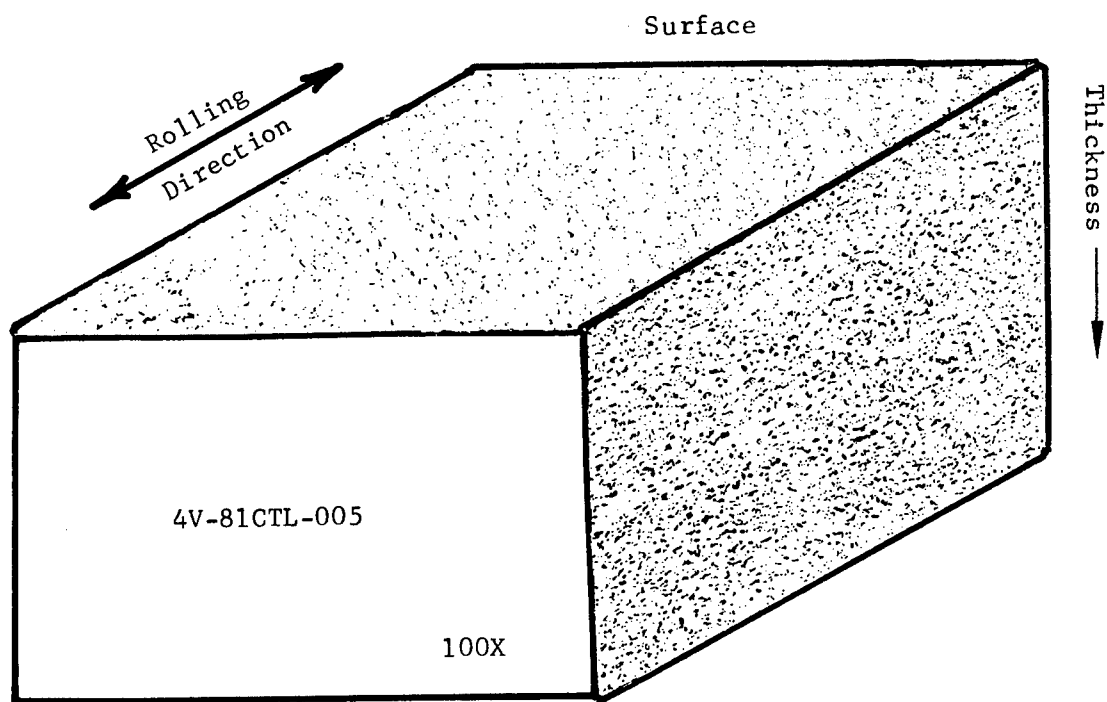 Surface
Rolling
Direction
Thickness
4V-81CTL-005
100X